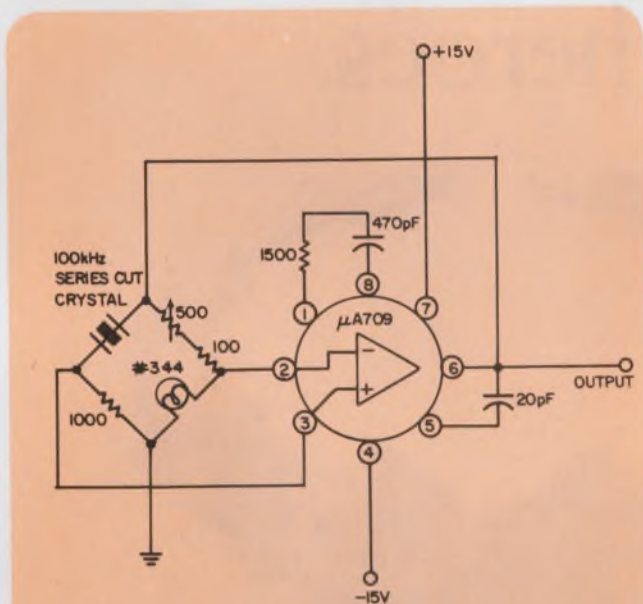 +15V
470pF
1500
100kHz
SERIES CUT
CRYSTAL
500
100
#344
1000
1
8
7
μA709
2
−
6
+
3
5
4
OUTPUT
20pF
−15V